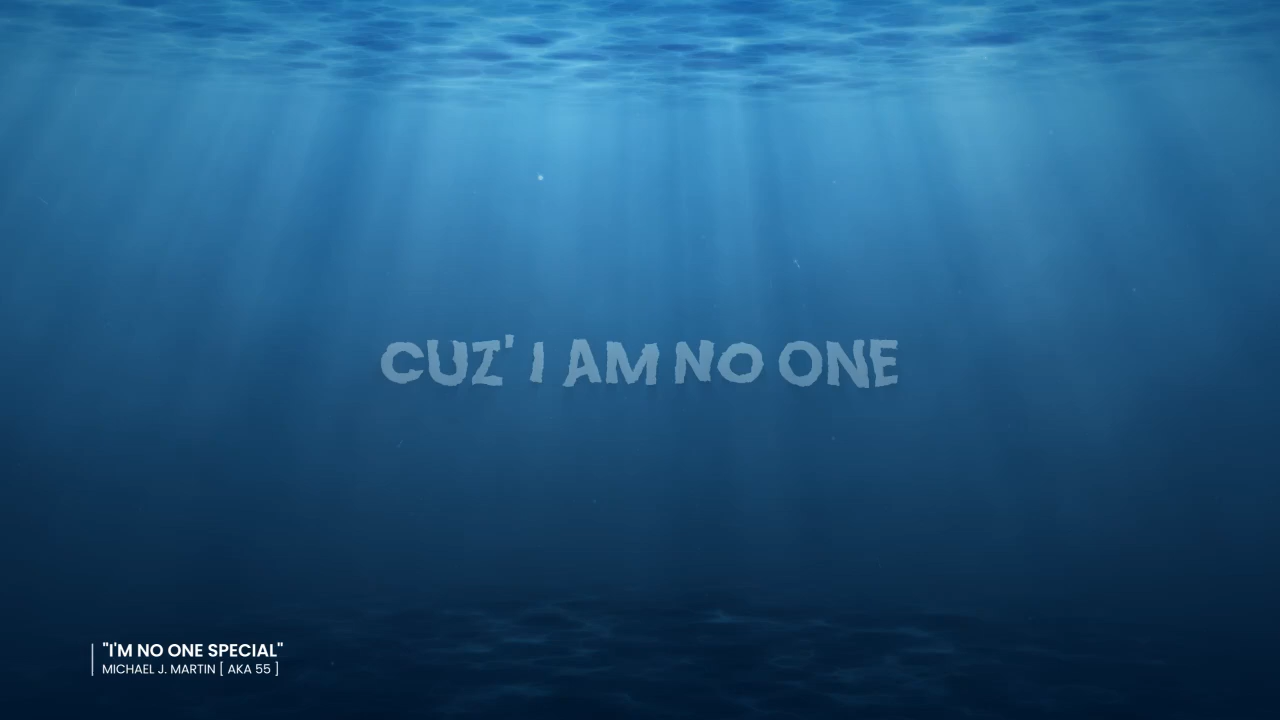 CUZ' I AM NO ONE
"I'M NO ONE SPECIAL"
MICHAEL J. MARTIN [ AKA 55 ]